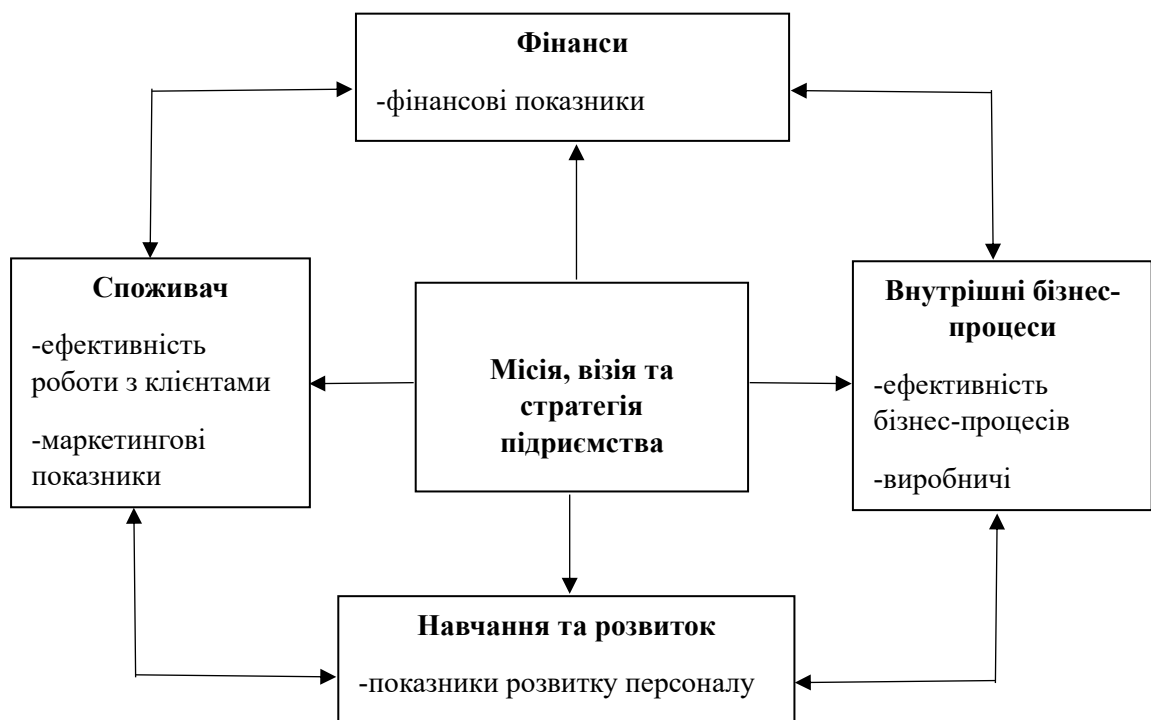 Фінанси
-фінансові показники
Споживач
-ефективність
роботи з клієнтами
-маркетингові
показники
Місія, візія та
стратегія
підриємства
Внутрішні бізнес-
процеси
-ефективність
бізнес-процесів
-виробничі
Навчання та розвиток
-показники розвитку персоналу